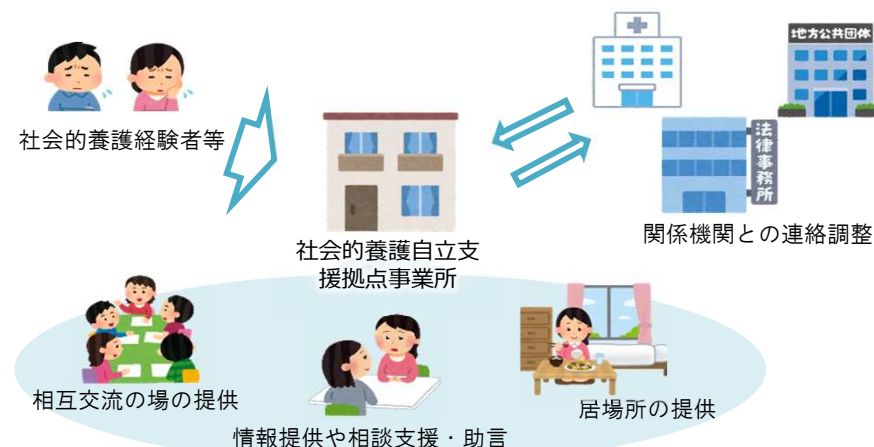 地方公共団体
社会的養護経験者等
法律事務所
関係機関との連絡調整
社会的養護自立支
援拠点事業所
相互交流の場の提供
居場所の提供
情報提供や相談支援・助言